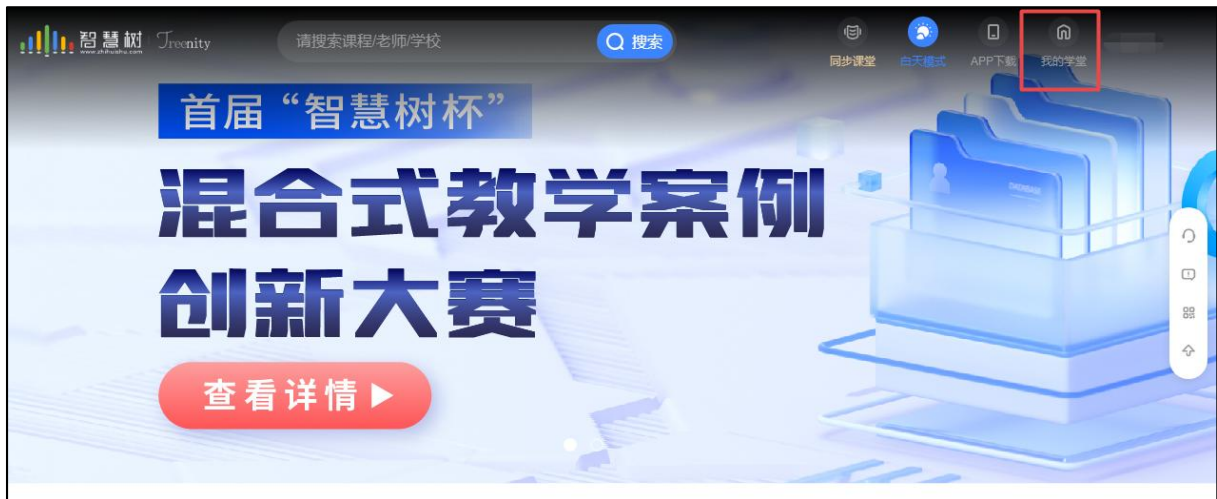 智慧树 Treenity
www.zhihuishu.com
请搜索课程/老师/学校
搜索
同步课堂
白天模式
APP下载
我的学堂
首届“智慧树杯”
混合式教学案例
创新大赛
查看详情
DATABASE